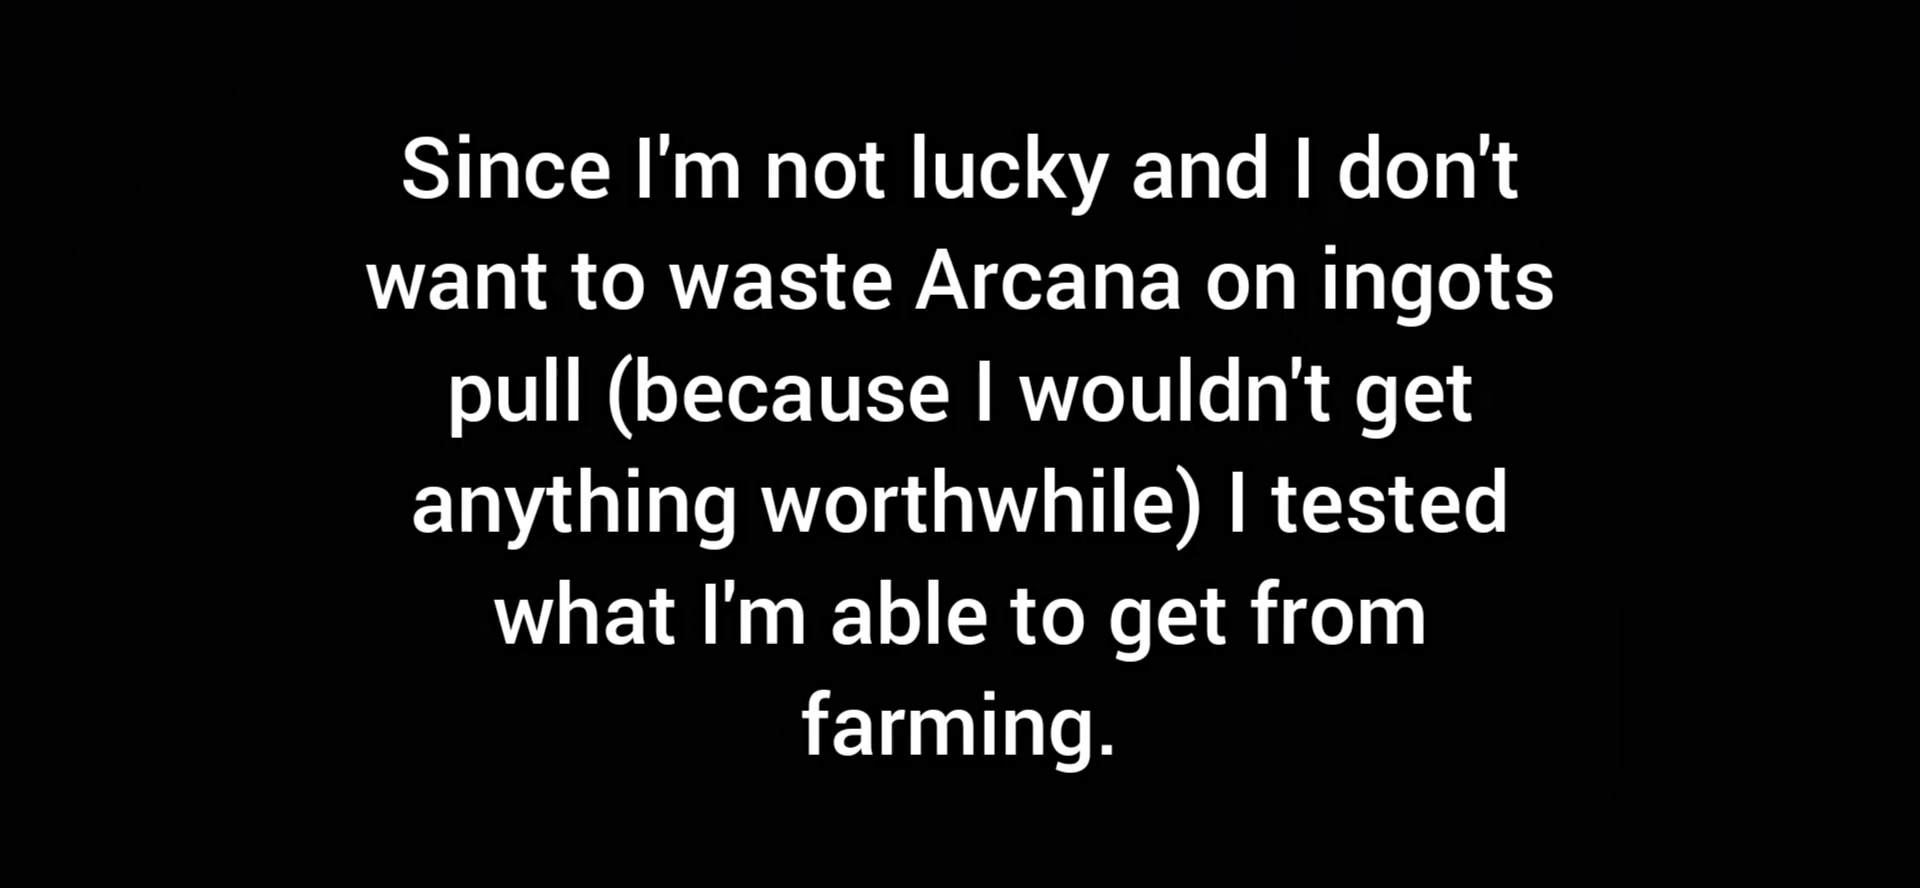 Since I'm not lucky and I don't
want to waste Arcana on ingots
pull (because I wouldn't get
anything worthwhile) I tested
what I'm able to get from
farming.